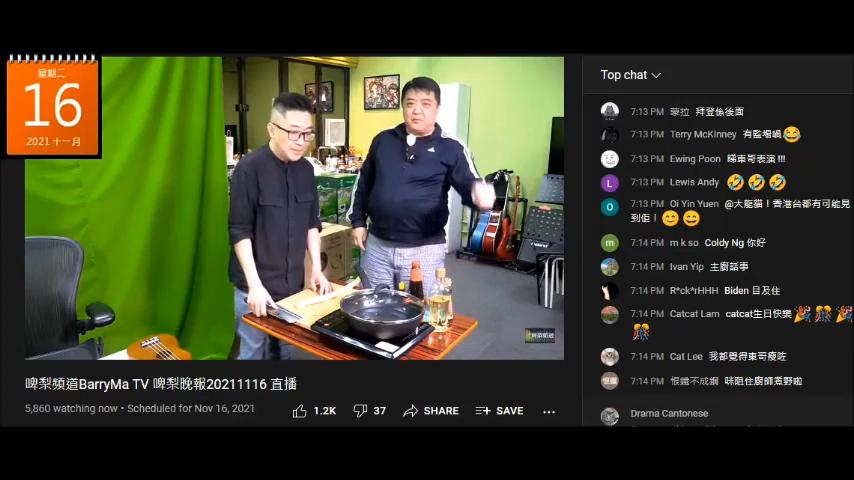 星期二
16
2021 十一月
啤梨頻道BarryMa TV 啤梨晚報20211116 直播
5,860 watching now • Scheduled for Nov 16, 2021
1.2K
37
SHARE
SAVE
Top chat
7:13 PM 蒙拉 拜登係後面
7:13 PM Terry McKinney 有監場喎😂
7:13 PM Ewing Poon 睇車哥表演 !!!
L 7:13 PM Lewis Andy 🤣🤣🤣
O 7:13 PM Oi Yin Yuen @大龍貓！香港台都有可能見
到佢！😊😄
m 7:14 PM m k so Coldy Ng 你好
7:14 PM Ivan Yip 主廚話事
7:14 PM R*ck*rHHH Biden 目及住
7:14 PM Catcat Lam catcat生日快樂🎉🎊🎉
🎊
7:14 PM Cat Lee 我都覺得東哥瘦咗
7:14 PM 恨鐵不成鋼 咪阻住廚師煮野啦
Drama Cantonese